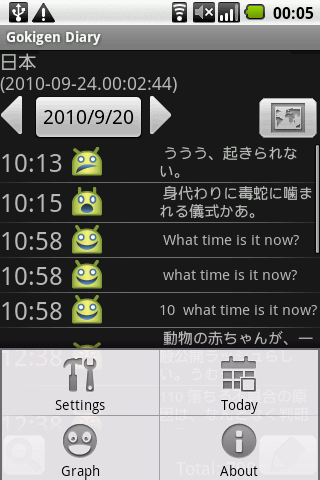 00:05
Gokigen Diary
日本
(2010-09-24.00:02:44)
2010/9/20
10:13 ううう、起きられな
い。
10:15 身代わりに毒蛇に噛ま
れる儀式かあ。
10:58 What time is it now?
10:58 what time is it now?
10:58 10 what time is it now?
動物の赤ちゃんが、一
12:38
Settings
Today
Graph
About
Total